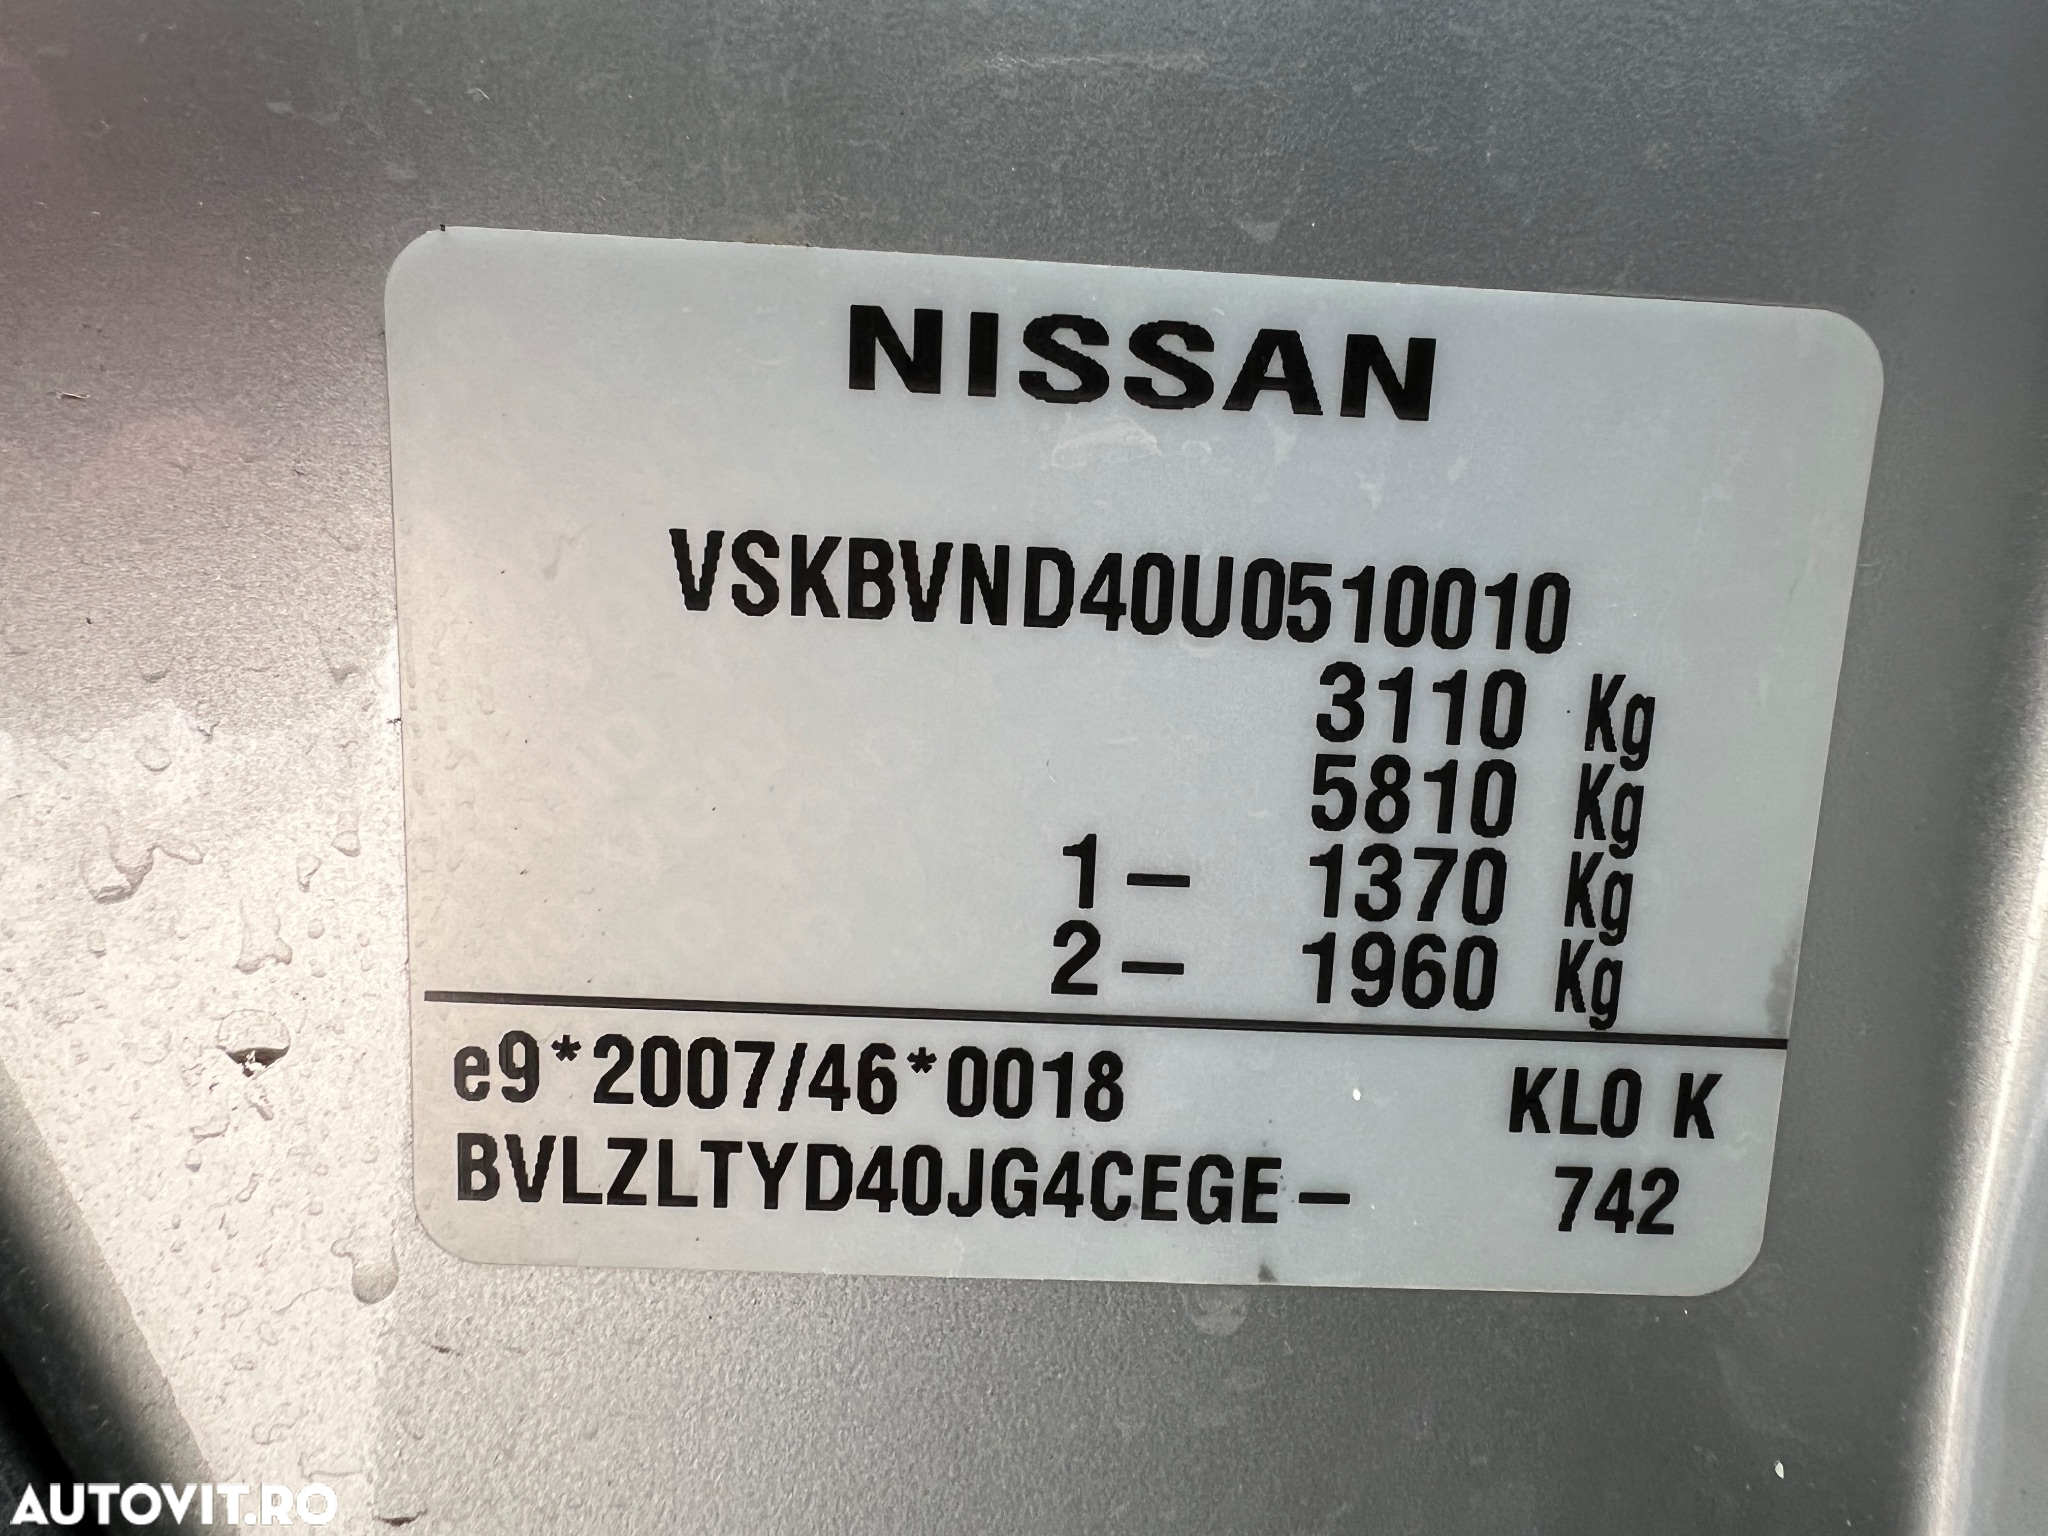 NISSAN
VSKBVND40U0510010
3110 Kg
5810 Kg
1- 1370 Kg
2- 1960 Kg
e9*2007/46*0018 KL0 K
BVLZLTYD40JG4CEGE- 742
AUTOVIT.RO